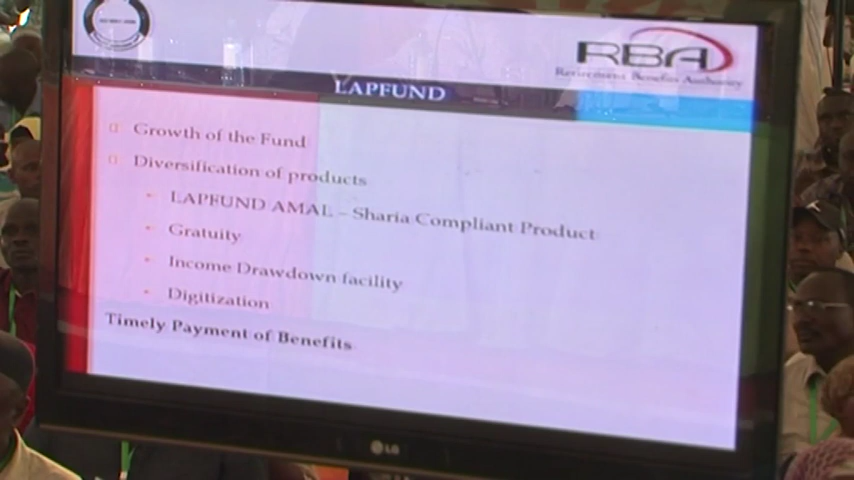 RBA
Retirement Benefits Authority
LAPFUND
Growth of the Fund
Diversification of products
LAPFUND AMAL – Sharia Compliant Product
Gratuity
Income Drawdown facility
Digitization
Timely Payment of Benefits
LG